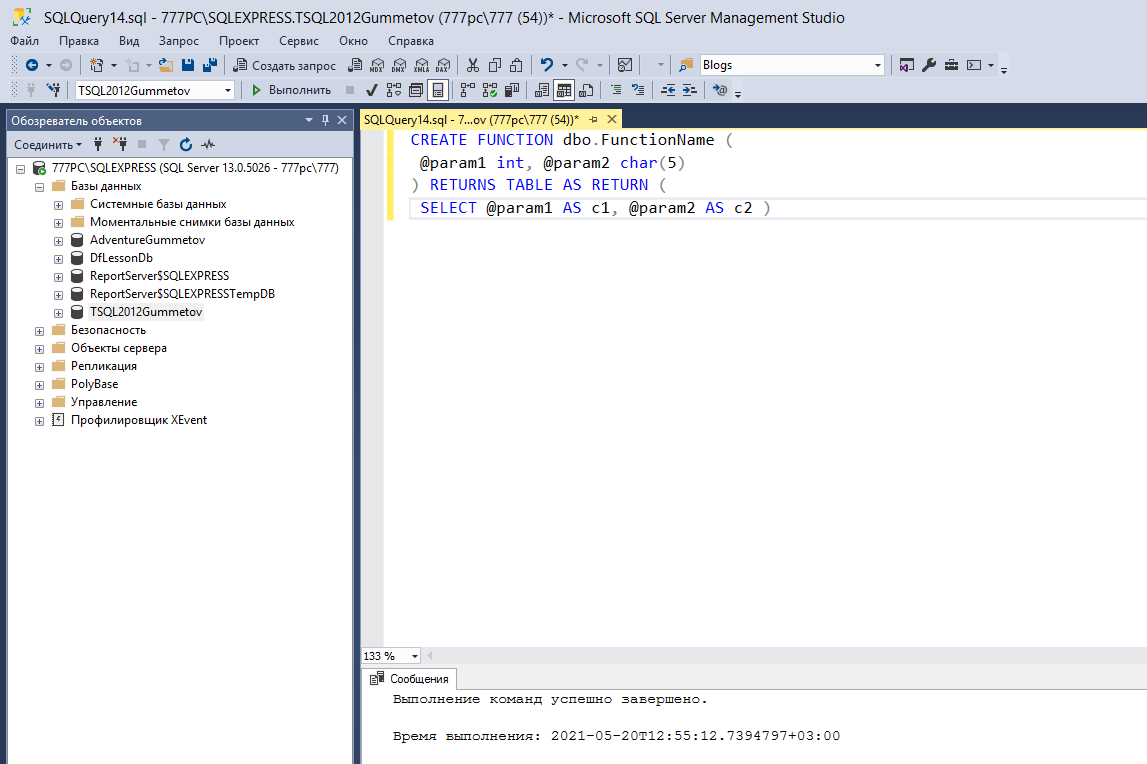 SQLQuery14.sql - 777PC\SQLEXPRESS.TSQL2012Gummetov (777pc\777 (54))* - Microsoft SQL Server Management Studio
Файл Правка Вид Запрос Проект Сервис Окно Справка
Создать запрос MDX DMX XMLA DAX Blogs
TSQL2012Gummetov Выполнить
Обозреватель объектов
Соединить
777PC\SQLEXPRESS (SQL Server 13.0.5026 - 777pc\777)
Базы данных
Системные базы данных
Моментальные снимки базы данных
AdventureGummetov
DfLessonDb
ReportServer$SQLEXPRESS
ReportServer$SQLEXPRESSTempDB
TSQL2012Gummetov
Безопасность
Объекты сервера
Репликация
PolyBase
Управление
Профилировщик XEvent
SQLQuery14.sql - 7...ov (777pc\777 (54))*
CREATE FUNCTION dbo.FunctionName (
@param1 int, @param2 char(5)
) RETURNS TABLE AS RETURN (
SELECT @param1 AS c1, @param2 AS c2 )
133 %
Сообщения
Выполнение команд успешно завершено.
Время выполнения: 2021-05-20T12:55:12.7394797+03:00